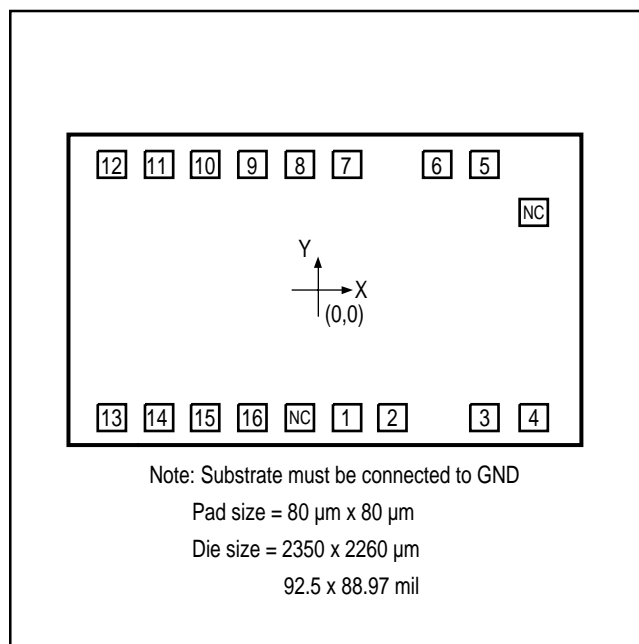 12 11 10 9 8 7 6 5
NC
Y
X
(0,0)
13 14 15 16 NC 1 2 3 4
Note: Substrate must be connected to GND
Pad size = 80 µm x 80 µm
Die size = 2350 x 2260 µm
92.5 x 88.97 mil